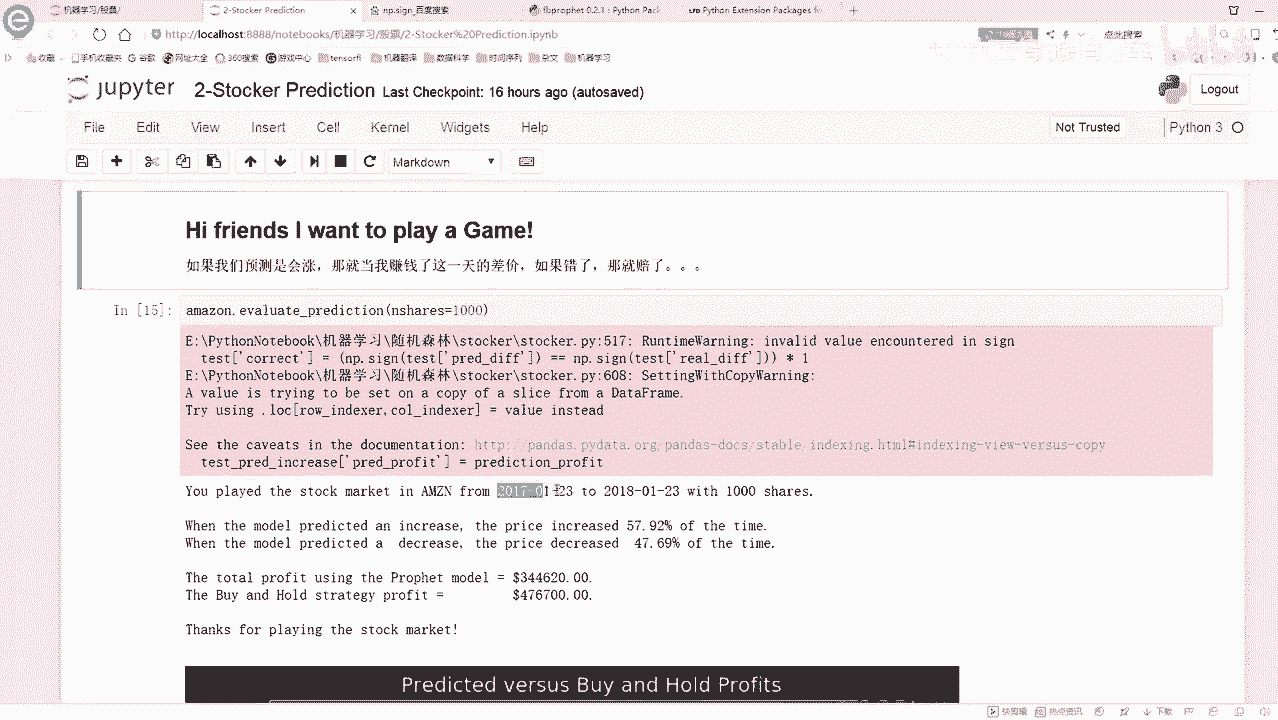 机器学习/股票/
2-Stocker Prediction
np.sign_百度搜索
fbprophet 0.2.1 : Python Pack
Python Extension Packages fo
http://localhost:8888/notebooks/机器学习/股票/2-Stocker%20Prediction.ipynb
点此搜索
收藏 手机收藏夹 谷歌 网址大全 360搜索 游戏中心 tensorfl 机器翻译 数据科学 时间序列 杂文 机器学习
jupyter 2-Stocker Prediction Last Checkpoint: 16 hours ago (autosaved)
Logout
File Edit View Insert Cell Kernel Widgets Help
Not Trusted Python 3
Markdown
Hi friends I want to play a Game!
如果我们预测是会涨，那就当我赚钱了这一天的差价，如果错了，那就赔了。。。
In [15]: amazon.evaluate_prediction(nshares=1000)
E:\PythonNotebook\机器学习\随机森林\stocker\stocker.py:517: RuntimeWarning: invalid value encountered in sign
test['correct'] = (np.sign(test['pred_diff']) == np.sign(test['real_diff'])) * 1
E:\PythonNotebook\机器学习\随机森林\stocker\stocker.py:608: SettingWithCopyWarning:
A value is trying to be set on a copy of a slice from a DataFrame.
Try using .loc[row_indexer,col_indexer] = value instead
See the caveats in the documentation: http://pandas.pydata.org/pandas-docs/stable/indexing.html#indexing-view-versus-copy
test_pred_increase['pred_profit'] = prediction_profit
You played the stock market in AMZN from 2017-01-23 to 2018-01-23 with 1000 shares.
When the model predicted an increase, the price increased 57.92% of the time.
When the model predicted a decrease, the price decreased 47.69% of the time.
The total profit using the Prophet model = $344620.00.
The Buy and Hold strategy profit = $476700.00.
Thanks for playing the stock market!
Predicted versus Buy and Hold Profits
快剪辑 热点资讯 下载